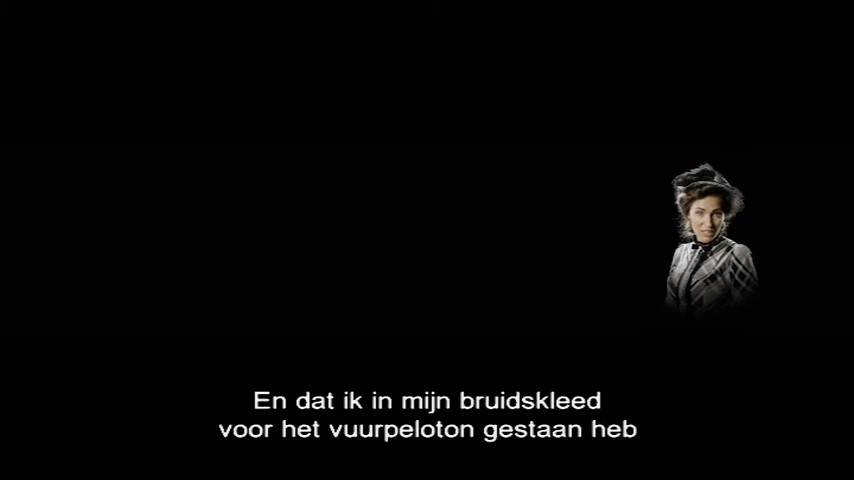 En dat ik in mijn bruidskleed
voor het vuurpeloton gestaan heb